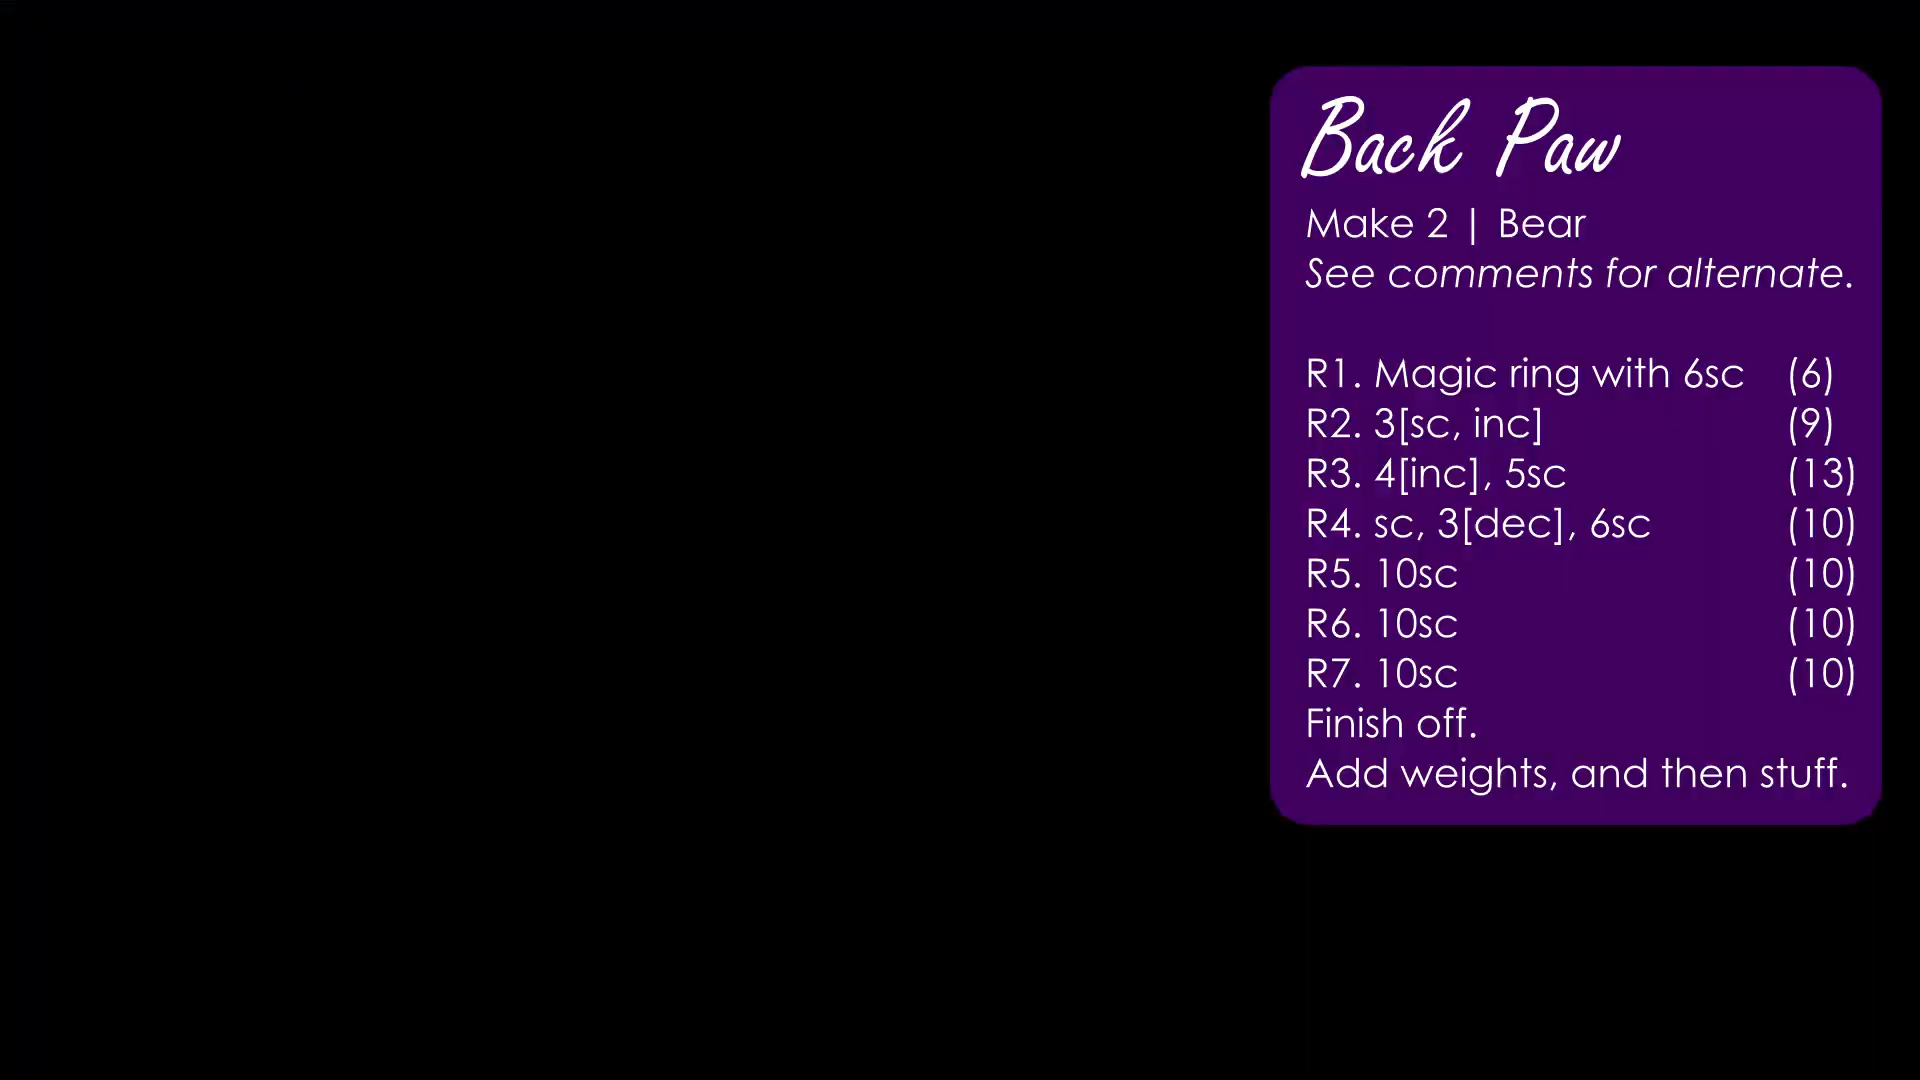 Back Paw
Make 2 | Bear
See comments for alternate.
R1. Magic ring with 6sc (6)
R2. 3[sc, inc] (9)
R3. 4[inc], 5sc (13)
R4. sc, 3[dec], 6sc (10)
R5. 10sc (10)
R6. 10sc (10)
R7. 10sc (10)
Finish off.
Add weights, and then stuff.